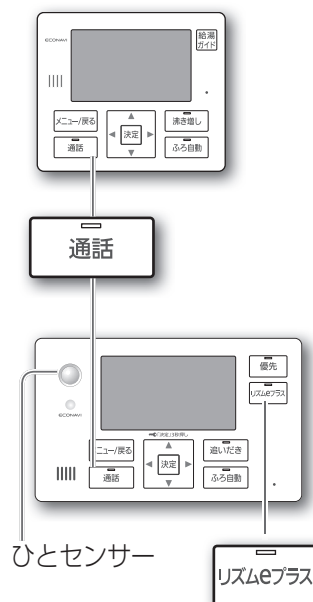 ECONAVI
給湯
ガイド
メニュー/戻る
沸き増し
決定
通話
ふろ自動
通話
優先
リズムeプラス
ECONAVI
メニュー/戻る
追いだき
決定
通話
ふろ自動
ひとセンサー
リズムeプラス